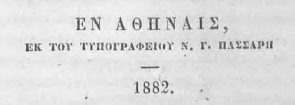 ΕΝ ΑΘΗΝΑΙΣ,
ΕΚ ΤΟΥ ΤΥΠΟΓΡΑΦΕΙΟΥ Ν. Γ. ΠΑΣΣΑΡΗ
1882.